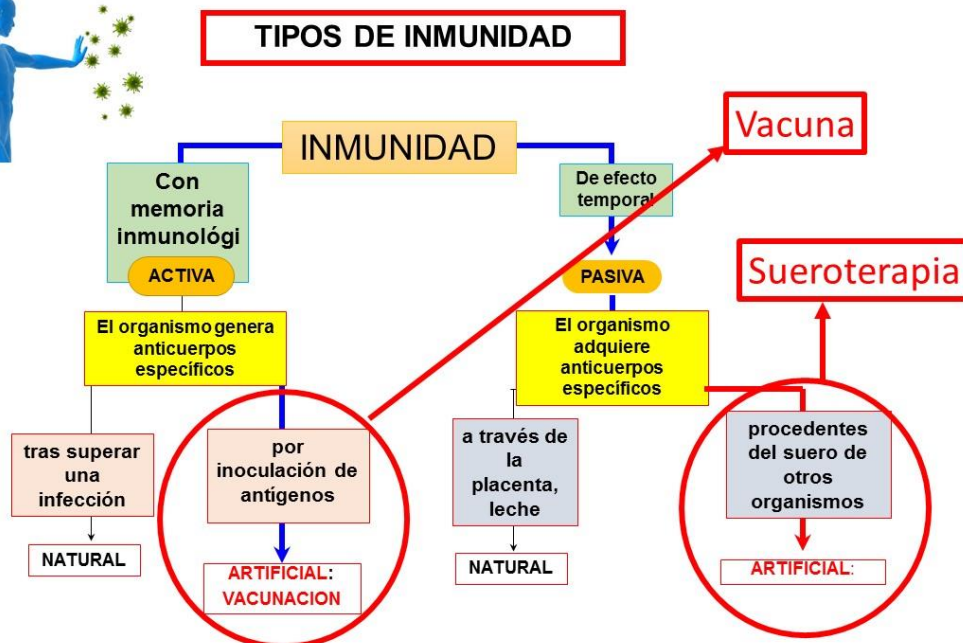 TIPOS DE INMUNIDAD
INMUNIDAD
Vacuna
Con
memoria
inmunológi
ACTIVA
De efecto
temporal
PASIVA
Sueroterapia
El organismo genera
anticuerpos
específicos
El organismo
adquiere
anticuerpos
específicos
tras superar
una
infección
por
inoculación de
antígenos
a través de
la
placenta,
leche
procedentes
del suero de
otros
organismos
NATURAL
ARTIFICIAL:
VACUNACION
NATURAL
ARTIFICIAL: